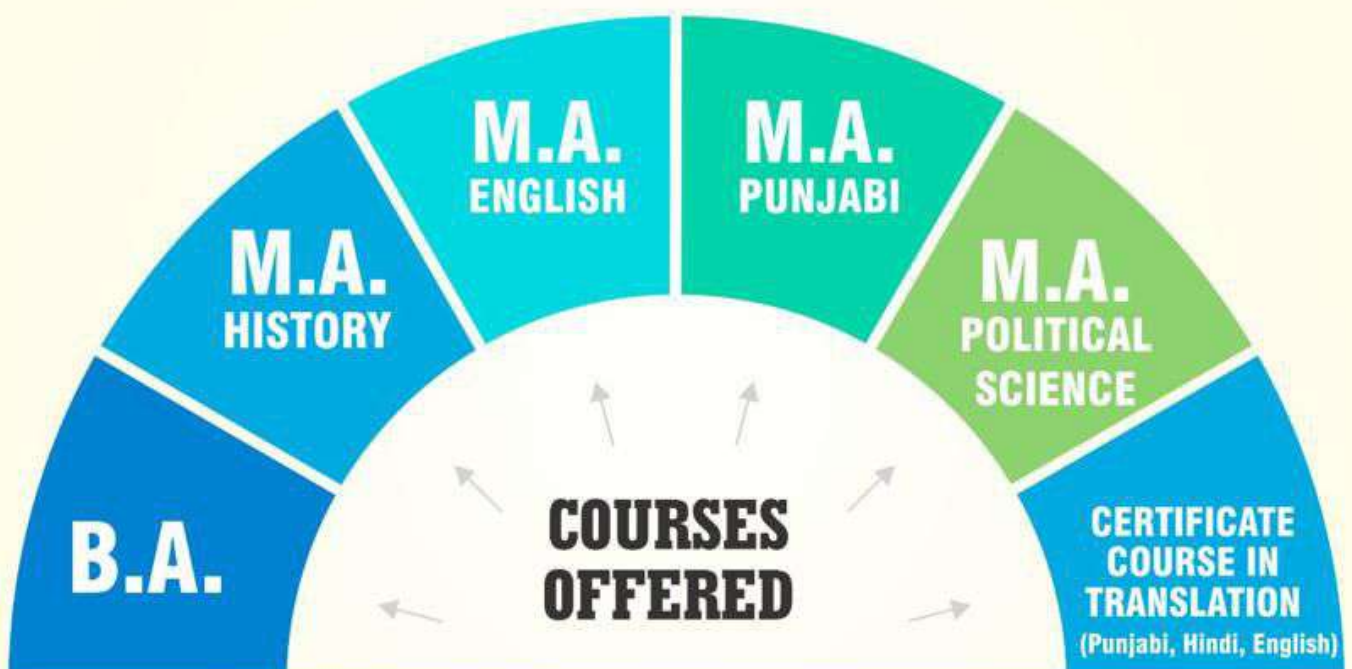 M.A.
ENGLISH
M.A.
PUNJABI
M.A.
HISTORY
M.A.
POLITICAL
SCIENCE
B.A.
COURSES
OFFERED
CERTIFICATE
COURSE IN
TRANSLATION
(Punjabi, Hindi, English)